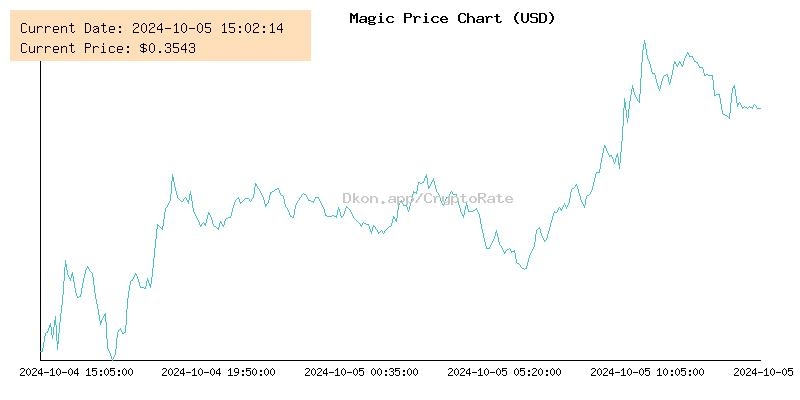 Magic Price Chart (USD)
Current Date: 2024-10-05 15:02:14
Current Price: $0.3543
Dkon.app/CryptoRate
2024-10-04 15:05:00 2024-10-04 19:50:00 2024-10-05 00:35:00 2024-10-05 05:20:00 2024-10-05 10:05:00 2024-10-05